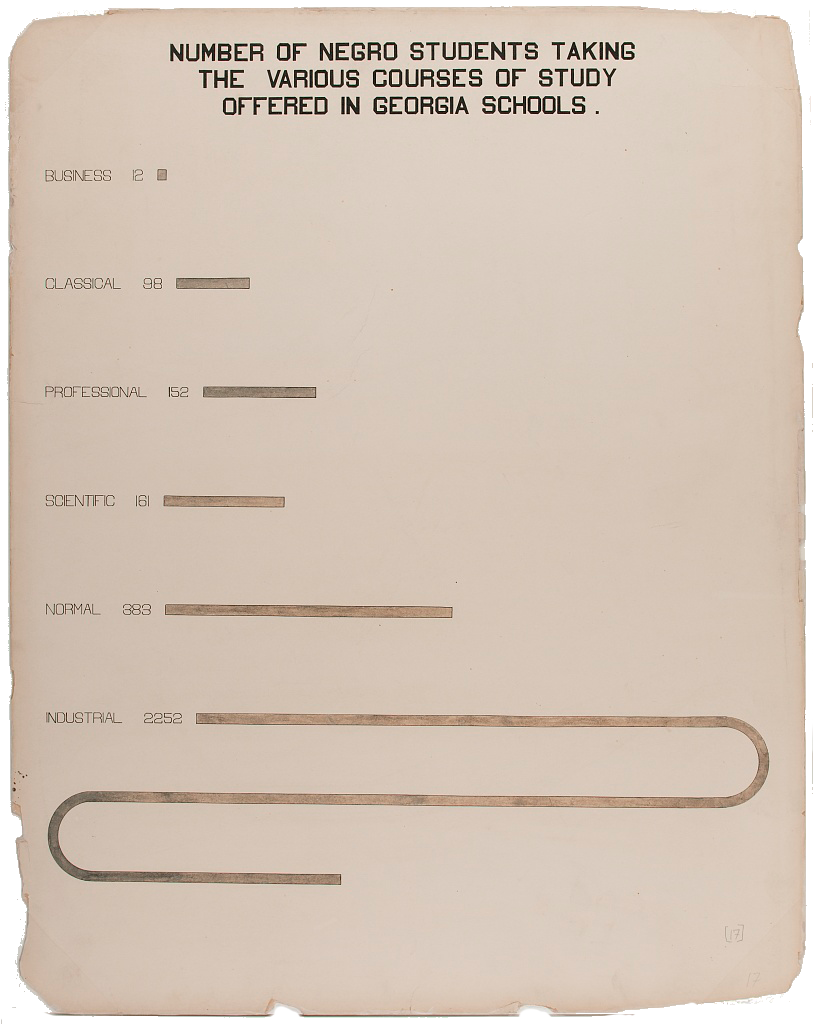 NUMBER OF NEGRO STUDENTS TAKING
THE VARIOUS COURSES OF STUDY
OFFERED IN GEORGIA SCHOOLS .
BUSINESS 12
CLASSICAL 98
PROFESSIONAL 152
SCIENTIFIC 161
NORMAL 383
INDUSTRIAL 2252
[17]
17